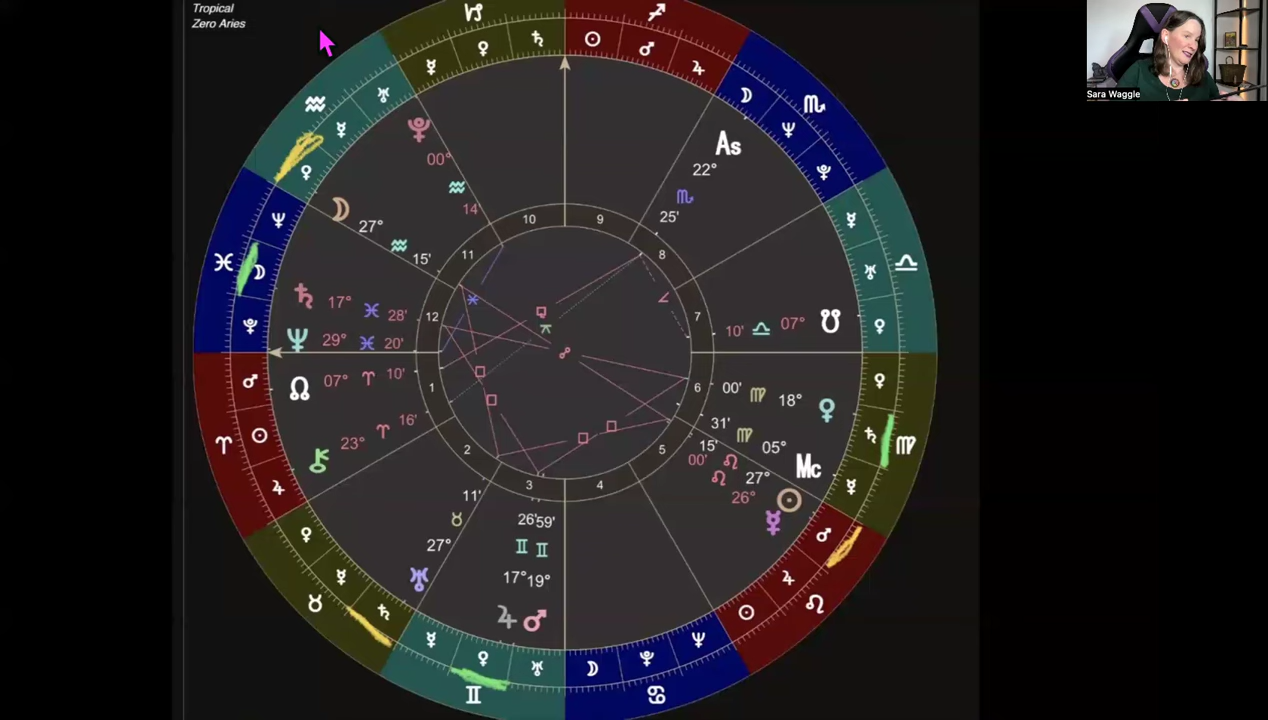 Tropical
Zero Aries
Sara Waggle
♑ ♐
☿ ♀ ♄ ☉ ♂ ♃
♒ ♅ ☿ ♀
☽ ♆ ♇ ♏
♇ 00° ♒ 14'
As 22° ♏ 25'
☽ 27° ♒ 15'
10 9
11 8
12 7
1 6
2 5
3 4
♓ ♆ ☽ ♇
☿ ♅ ♀ ♎
♄ 17° ♓ 28'
♆ 29° ♓ 20'
10' ♎ 07° ☋
☊ 07° ♈ 10'
⚷ 23° ♈ 16'
00' ♍ 18° ♀
31' ♍ 05° Mc
15' ♌ 27° ☉
00' ♌ 26° ☿
♈ ♂ ☉ ♃
♀ ♄ ☿ ♍
11' ♉ 27° ♅
26' ♊ 17° ♃
59' ♊ 19° ♂
♀ ☿ ♄ ♉
♂ ♃ ☉ ♌
☿ ♀ ♅ ♊
☽ ♇ ♆ ♋